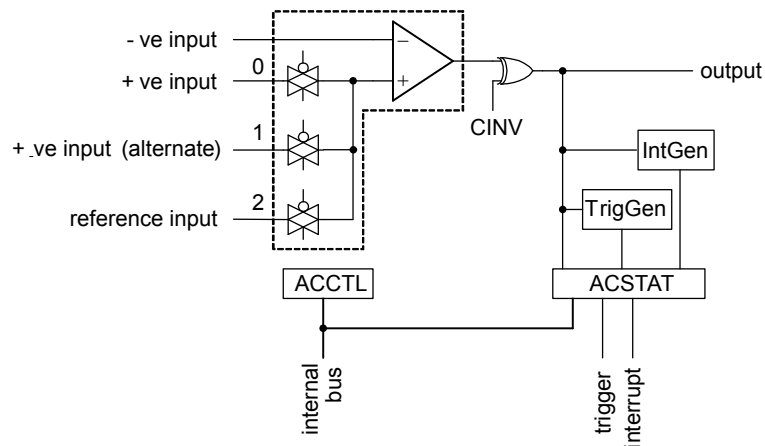 - ve input
+ ve input
0
+ -ve input (alternate)
1
reference input
2
−
+
CINV
output
IntGen
TrigGen
ACCTL
ACSTAT
internal
bus
trigger
interrupt